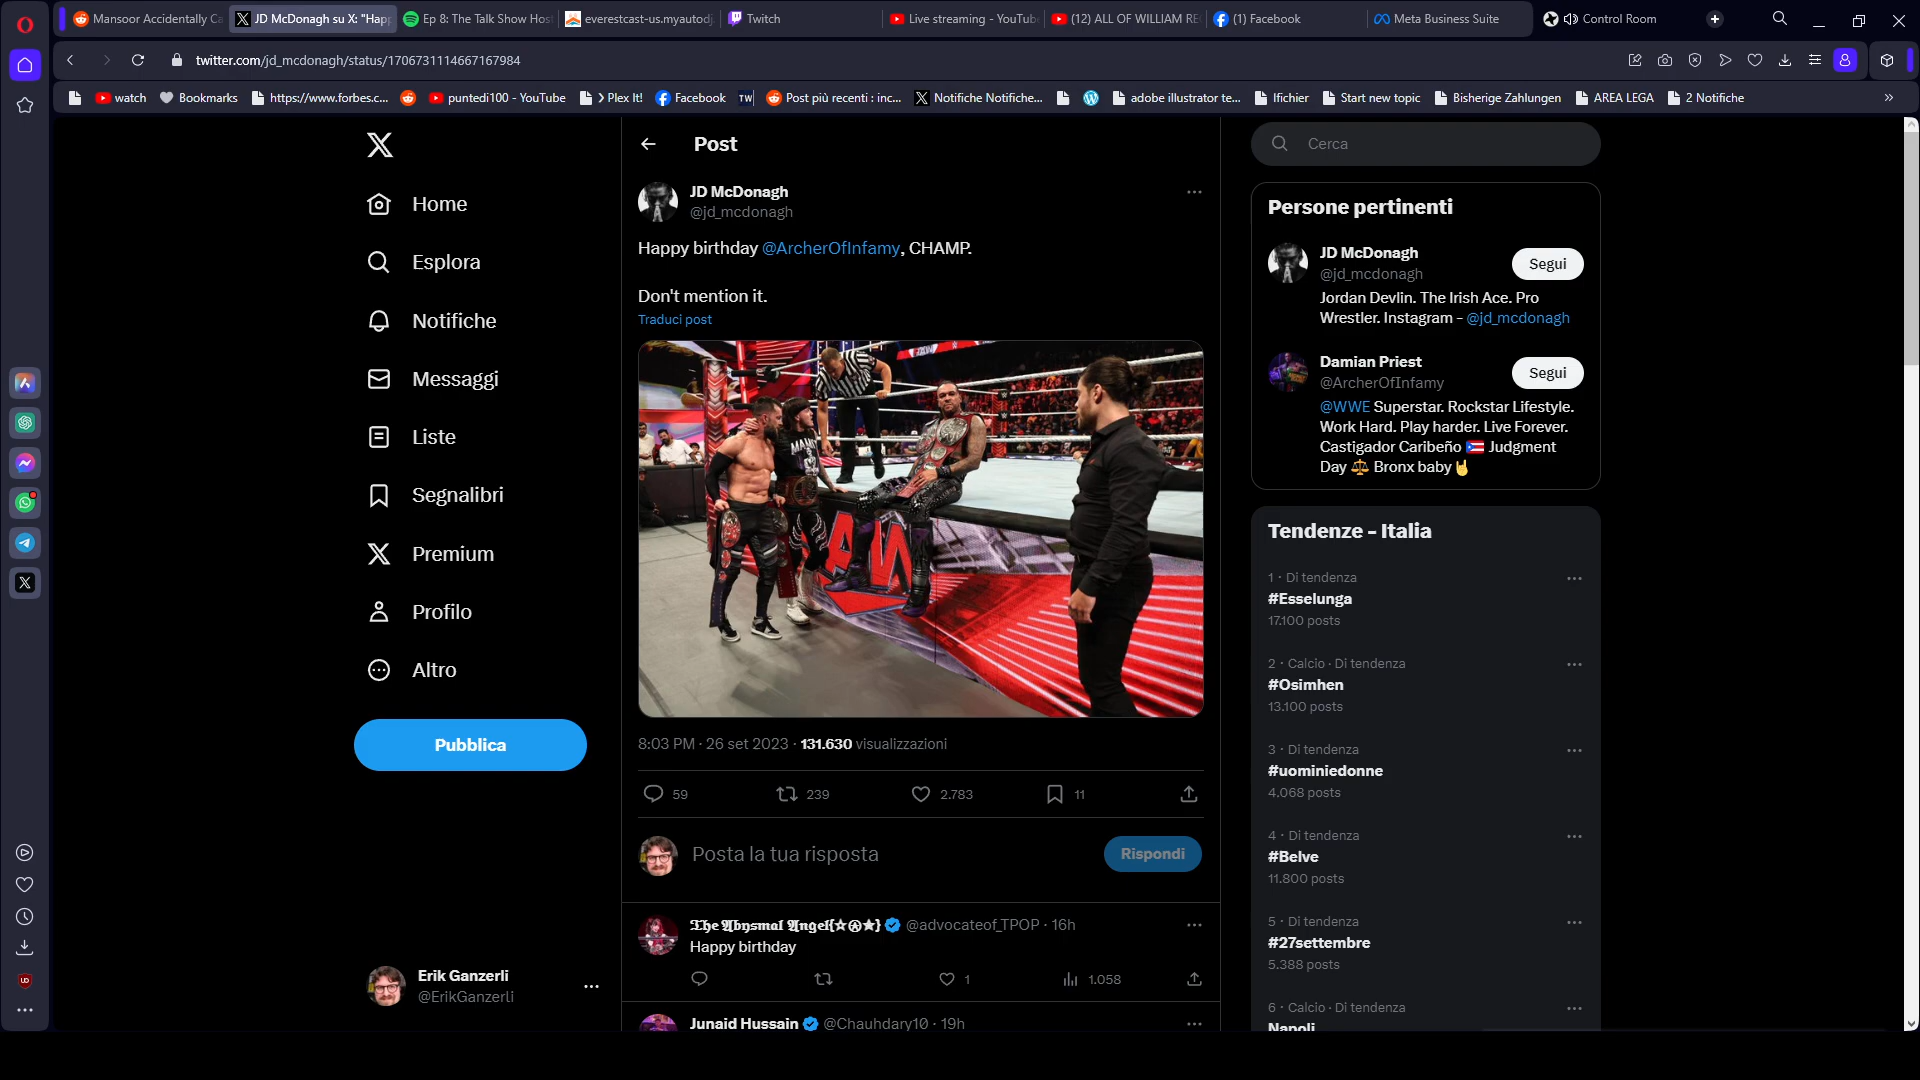 Mansoor Accidentally Ca
JD McDonagh su X: "Happ
Ep 8: The Talk Show Host
everestcast-us.myautodj
Twitch
Live streaming - YouTube
(12) ALL OF WILLIAM RE
(1) Facebook
Meta Business Suite
Control Room
twitter.com/jd_mcdonagh/status/1706731114667167984
watch
Bookmarks
https://www.forbes.c...
puntedi100 - YouTube
Plex It!
Facebook
TW
Post più recenti : inc...
Notifiche Notifiche...
adobe illustrator te...
Ifichier
Start new topic
Bisherige Zahlungen
AREA LEGA
2 Notifiche
Home
Esplora
Notifiche
Messaggi
Liste
Segnalibri
Premium
Profilo
Altro
Pubblica
Erik Ganzerli
@ErikGanzerli
Post
JD McDonagh
@jd_mcdonagh
Happy birthday @ArcherOfInfamy, CHAMP.
Don't mention it.
Traduci post
8:03 PM · 26 set 2023 · 131.630 visualizzazioni
59
239
2.783
11
Posta la tua risposta
Rispondi
𝕿𝖍𝖊 𝕬𝖇𝖞𝖘𝖒𝖆𝖑 𝕬𝖓𝖌𝖊𝖑{☆㋛★} @advocateof_TPOP · 16h
Happy birthday
1
1.058
Junaid Hussain @Chauhdary10 · 19h
Cerca
Persone pertinenti
JD McDonagh
@jd_mcdonagh
Segui
Jordan Devlin. The Irish Ace. Pro
Wrestler. Instagram - @jd_mcdonagh
Damian Priest
@ArcherOfInfamy
Segui
@WWE Superstar. Rockstar Lifestyle.
Work Hard. Play harder. Live Forever.
Castigador Caribeño 🇵🇷 Judgment
Day ⚖️ Bronx baby🤘
Tendenze - Italia
1 · Di tendenza
#Esselunga
17.100 posts
2 · Calcio · Di tendenza
#Osimhen
13.100 posts
3 · Di tendenza
#uominiedonne
4.068 posts
4 · Di tendenza
#Belve
11.800 posts
5 · Di tendenza
#27settembre
5.388 posts
6 · Calcio · Di tendenza
Napoli